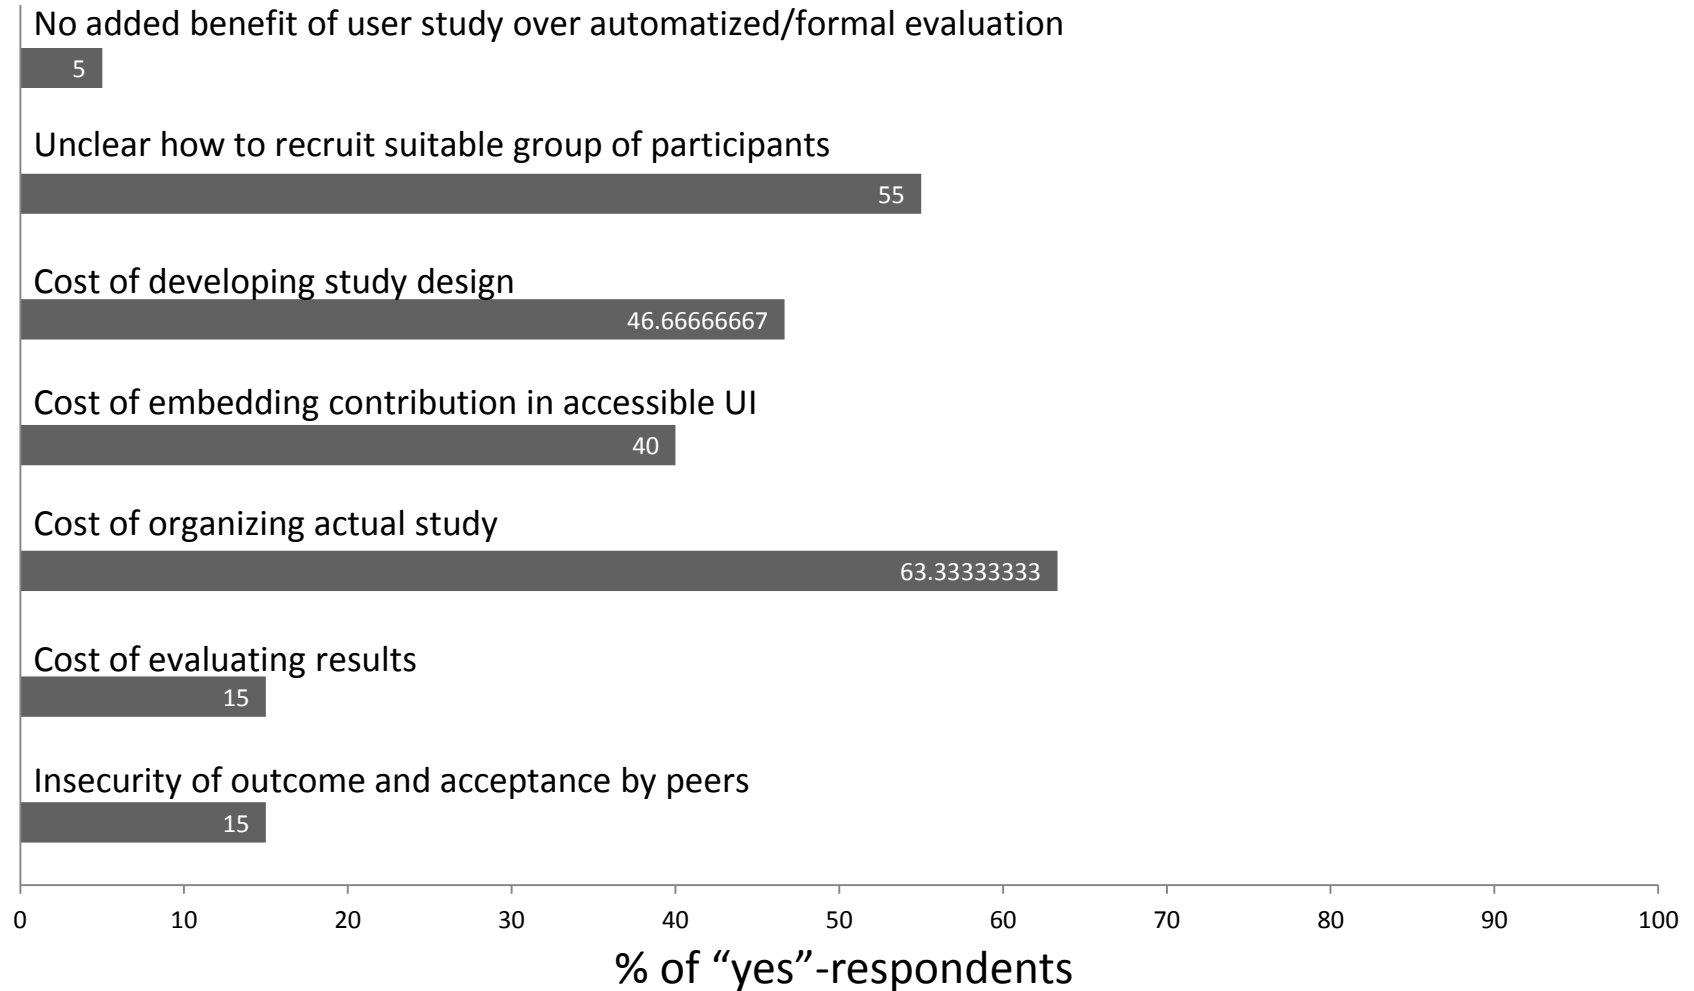 No added benefit of user study over automatized/formal evaluation
5
Unclear how to recruit suitable group of participants
55
Cost of developing study design
46.66666667
Cost of embedding contribution in accessible UI
40
Cost of organizing actual study
63.33333333
Cost of evaluating results
15
Insecurity of outcome and acceptance by peers
15
0 10 20 30 40 50 60 70 80 90 100
% of “yes”-respondents